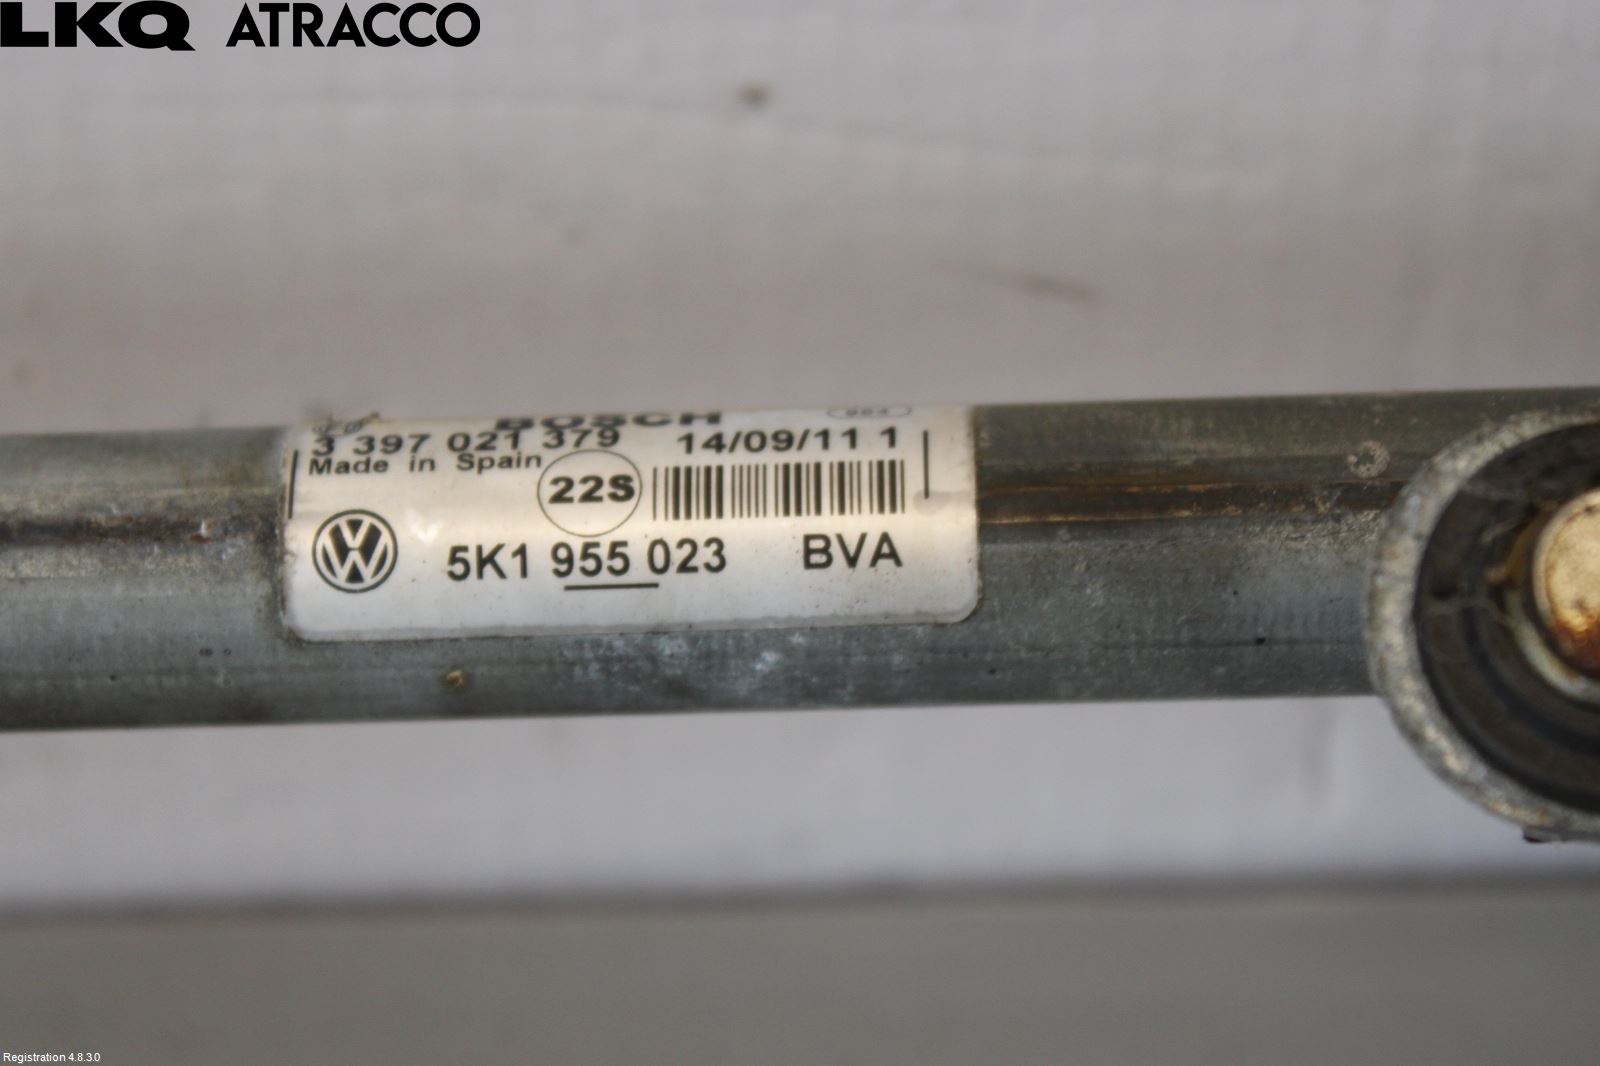 LKQ ATRACCO
BOSCH
3 397 021 379 14/09/11 1
Made in Spain
22S
5K1 955 023 BVA
Registration 4.8.3.0